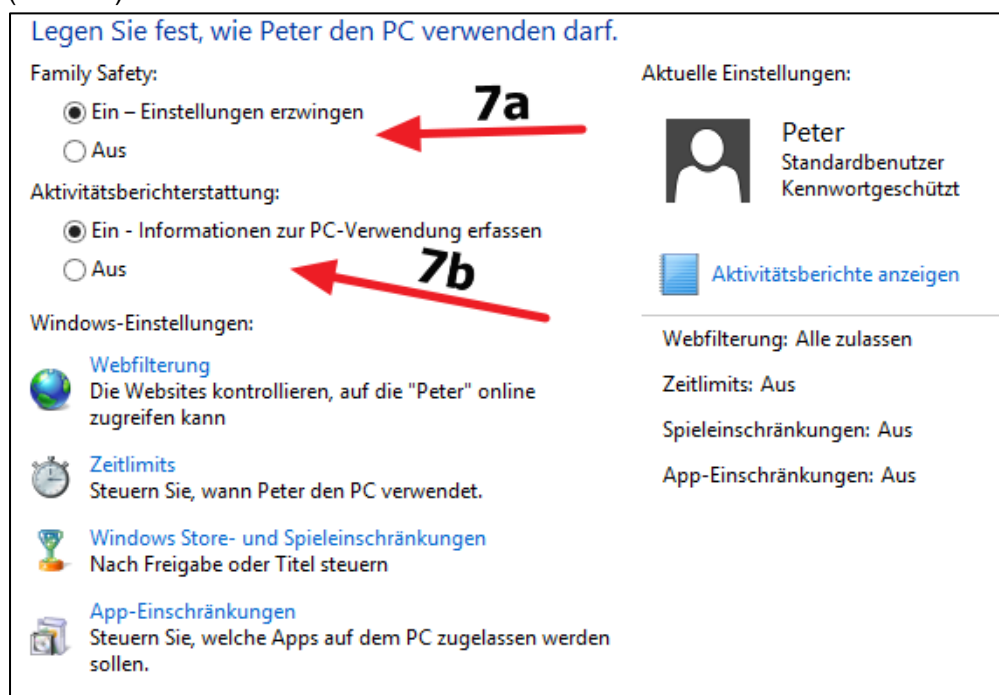 Legen Sie fest, wie Peter den PC verwenden darf.
Family Safety:
Ein – Einstellungen erzwingen
Aus
7a
Aktivitätsberichterstattung:
Ein - Informationen zur PC-Verwendung erfassen
Aus
7b
Windows-Einstellungen:
Webfilterung
Die Websites kontrollieren, auf die "Peter" online
zugreifen kann
Zeitlimits
Steuern Sie, wann Peter den PC verwendet.
Windows Store- und Spieleinschränkungen
Nach Freigabe oder Titel steuern
App-Einschränkungen
Steuern Sie, welche Apps auf dem PC zugelassen werden
sollen.
Aktuelle Einstellungen:
Peter
Standardbenutzer
Kennwortgeschützt
Aktivitätsberichte anzeigen
Webfilterung: Alle zulassen
Zeitlimits: Aus
Spieleinschränkungen: Aus
App-Einschränkungen: Aus